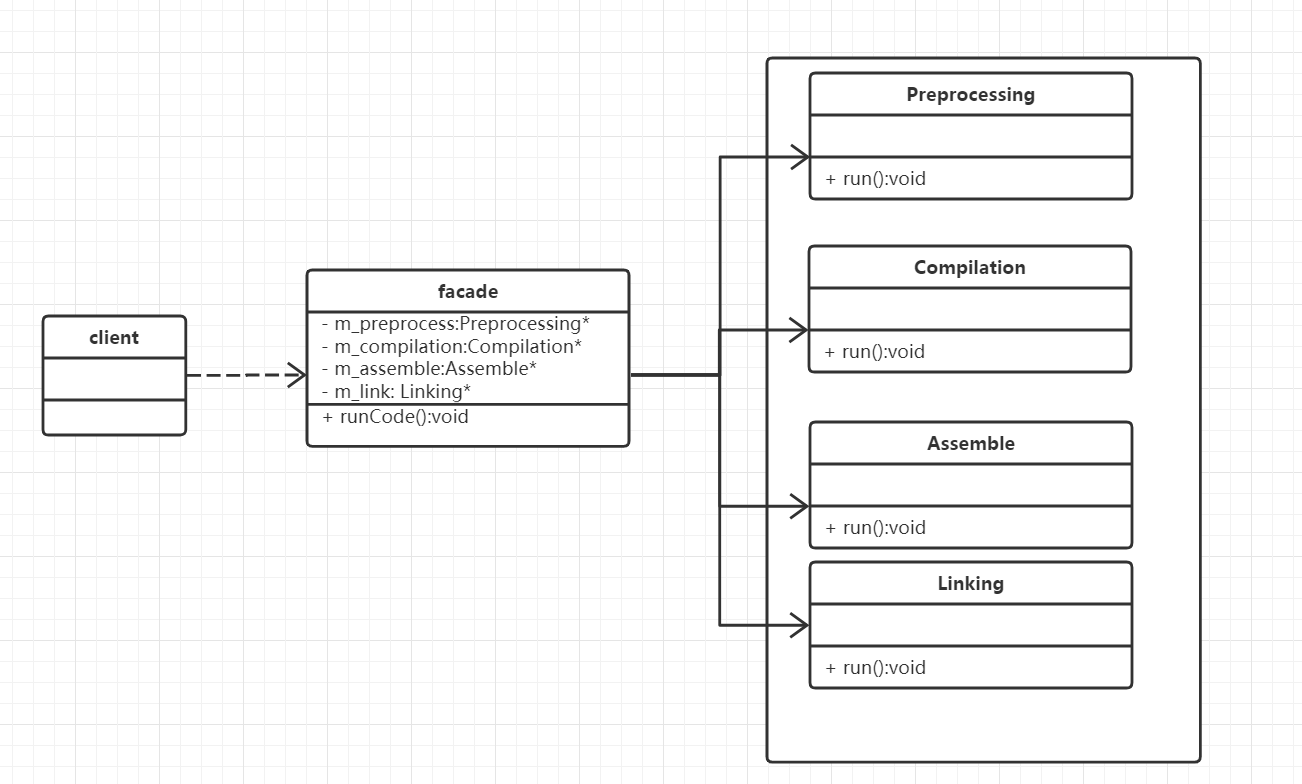 client
facade
- m_preprocess:Preprocessing*
- m_compilation:Compilation*
- m_assemble:Assemble*
- m_link: Linking*
+ runCode():void
Preprocessing
+ run():void
Compilation
+ run():void
Assemble
+ run():void
Linking
+ run():void